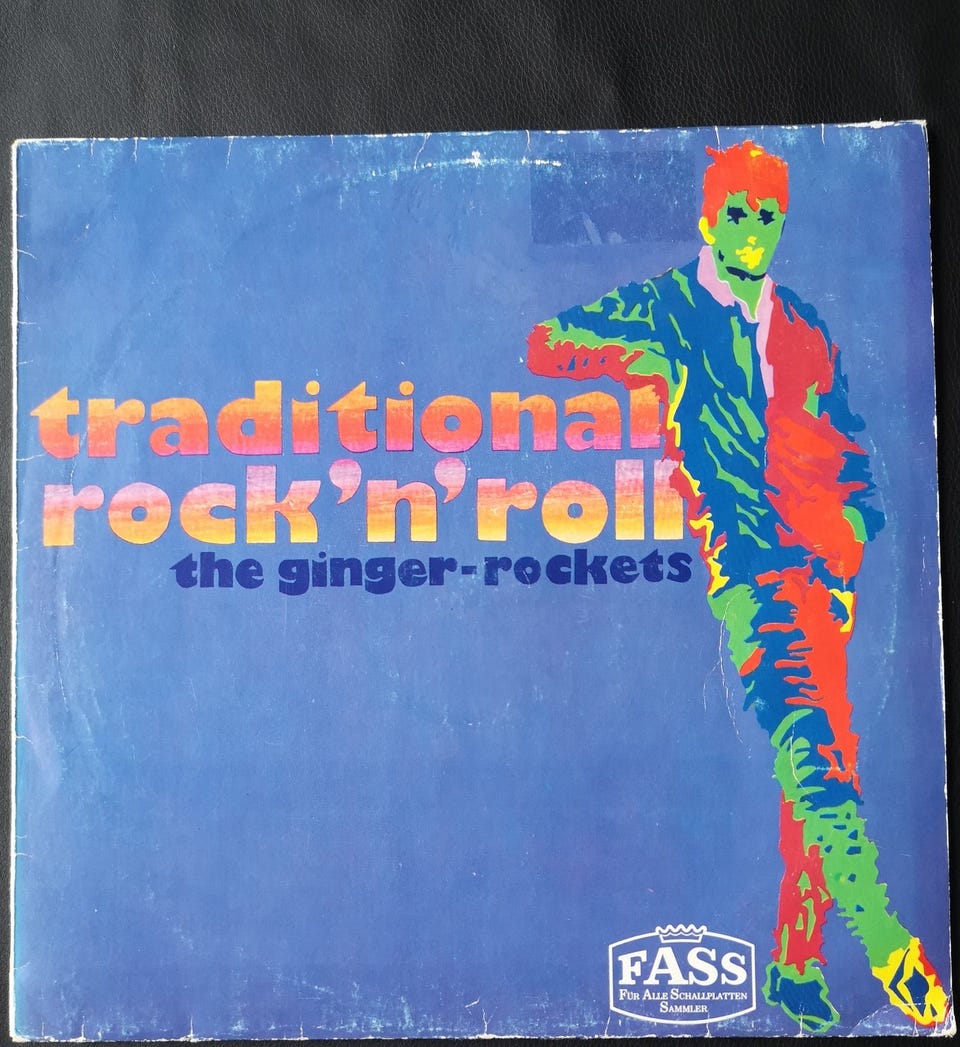 traditional
rock'n'roll
the ginger-rockets
FASS
FÜR ALLE SCHALLPLATTEN
SAMMLER